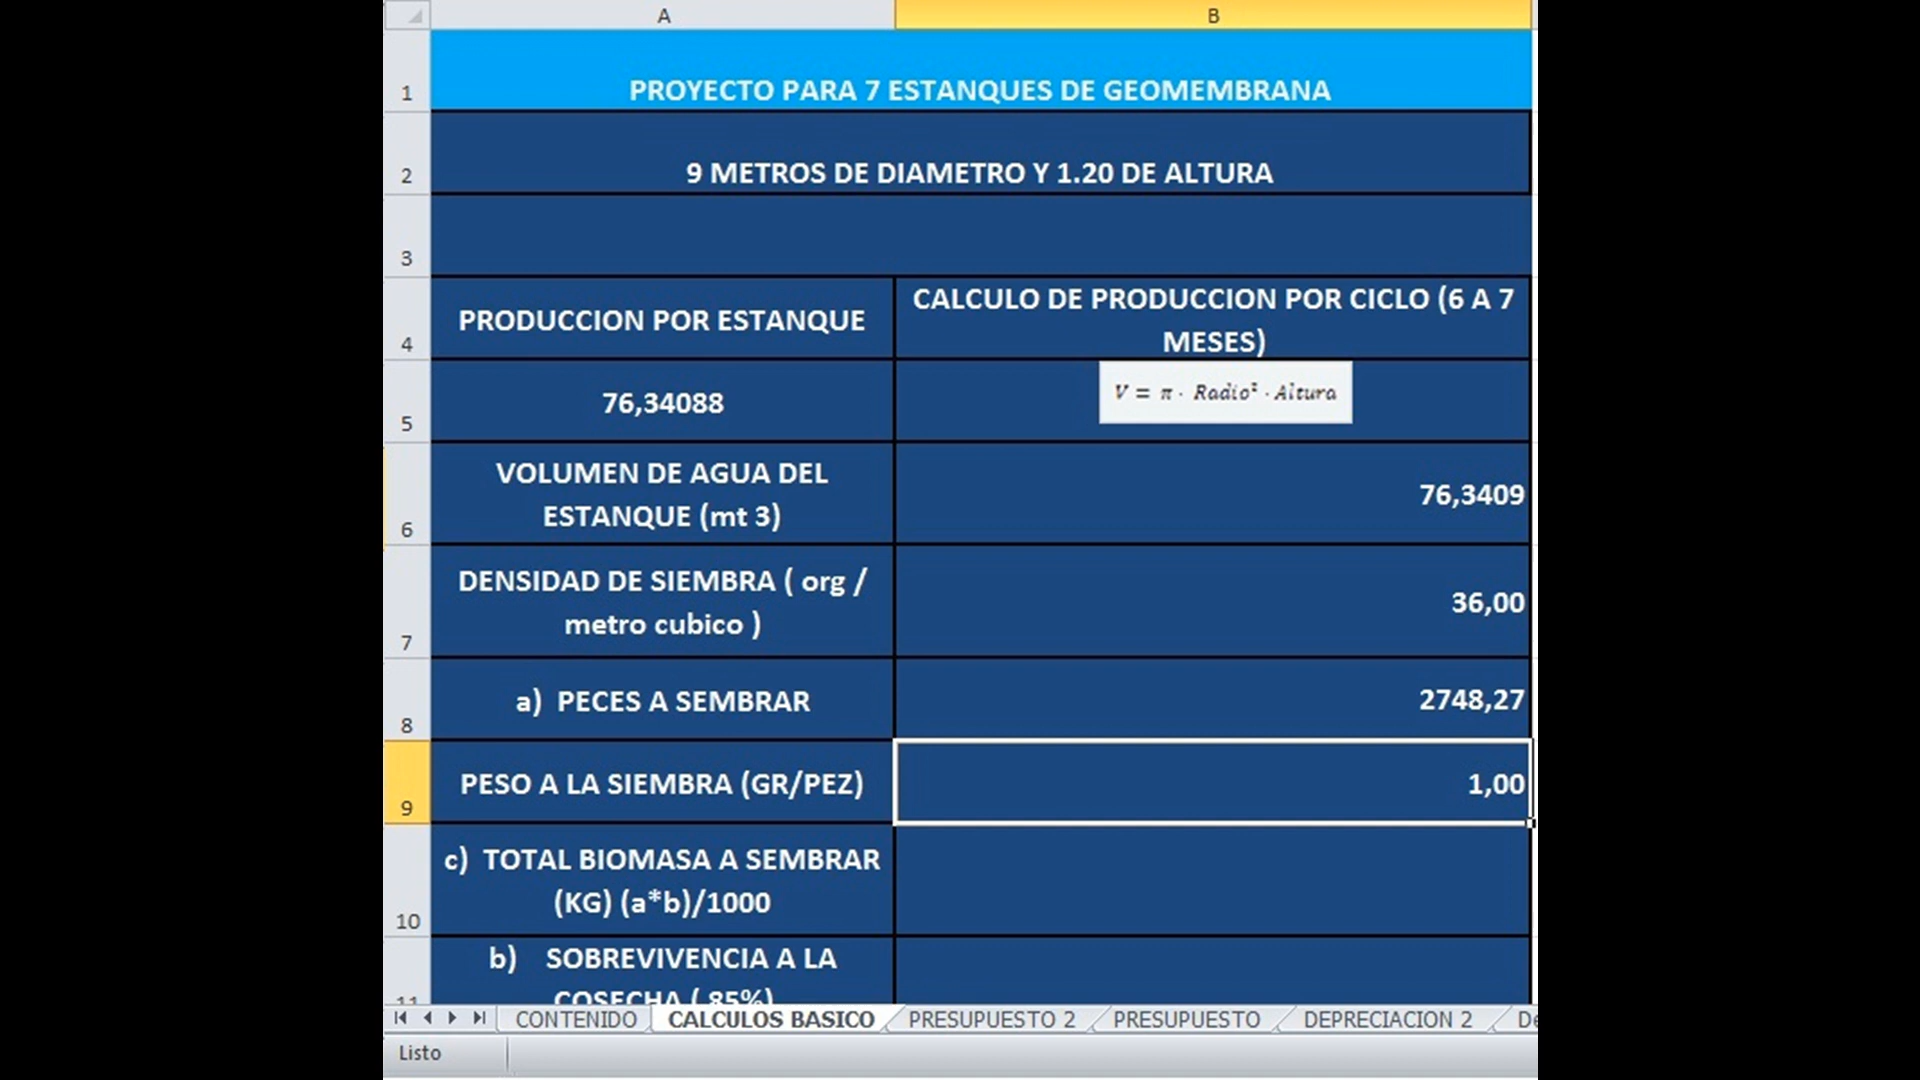 A
B
1
PROYECTO PARA 7 ESTANQUES DE GEOMEMBRANA
2
9 METROS DE DIAMETRO Y 1.20 DE ALTURA
3
4
PRODUCCION POR ESTANQUE
CALCULO DE PRODUCCION POR CICLO (6 A 7
MESES)
5
76,34088
V = π · Radio² · Altura
6
VOLUMEN DE AGUA DEL
ESTANQUE (mt 3)
76,3409
7
DENSIDAD DE SIEMBRA ( org /
metro cubico )
36,00
8
a) PECES A SEMBRAR
2748,27
9
PESO A LA SIEMBRA (GR/PEZ)
1,00
10
c) TOTAL BIOMASA A SEMBRAR
(KG) (a*b)/1000
11
b) SOBREVIVENCIA A LA
COSECHA ( 85%)
CONTENIDO
CALCULOS BASICO
PRESUPUESTO 2
PRESUPUESTO
DEPRECIACION 2
Listo